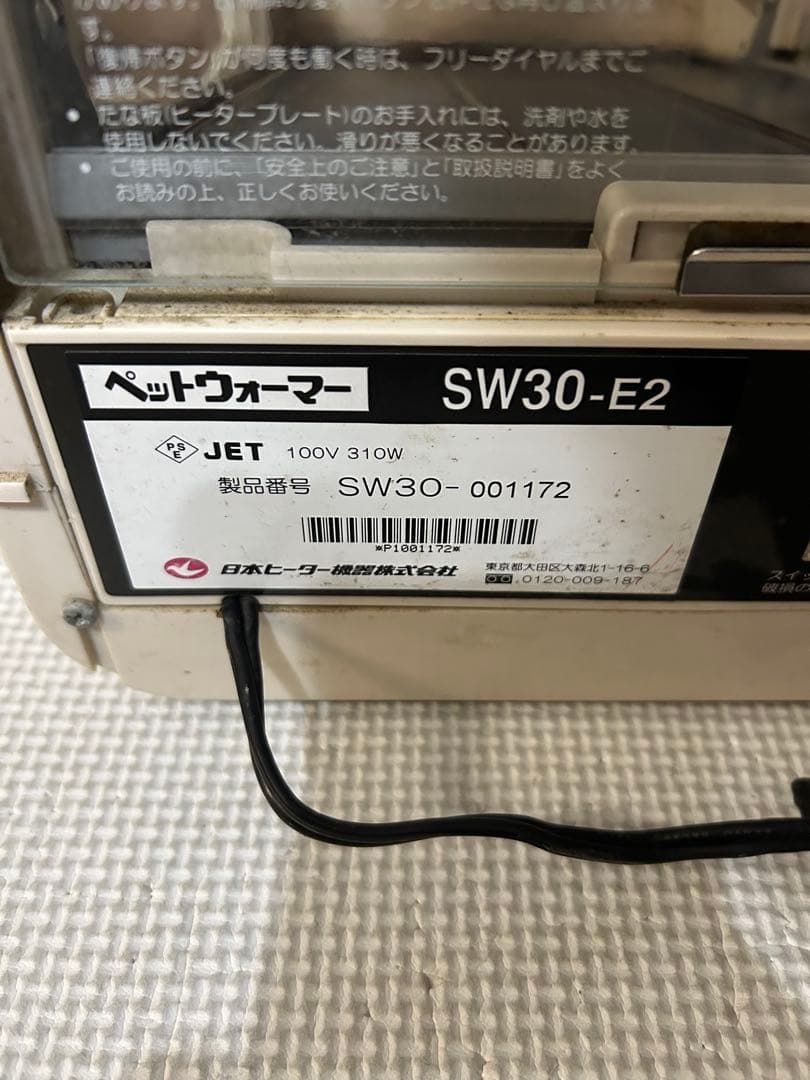 す。
「復帰ボタン」が何度も働く時は、フリーダイヤルまでご
連絡ください。
• たな板(ヒータープレート)のお手入れには、洗剤や水を
使用しないでください。滑りが悪くなることがあります。
• ご使用の前に、「安全上のご注意」と「取扱説明書」をよく
お読みの上、正しくお使いください。
ペットウォーマー SW30-E2
PSE JET 100V 310W
製品番号 SW30- 001172
*P1001172*
日本ヒーター機器株式会社 東京都大田区大森北1-16-6
0120-009-187
スイッ
破損の